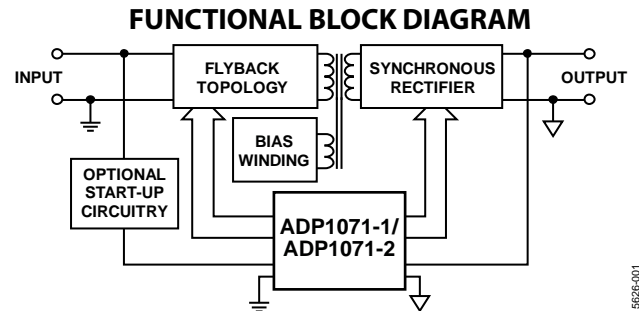 FUNCTIONAL BLOCK DIAGRAM
INPUT
FLYBACK
TOPOLOGY
SYNCHRONOUS
RECTIFIER
OUTPUT
BIAS
WINDING
OPTIONAL
START-UP
CIRCUITRY
ADP1071-1/
ADP1071-2
5626-001